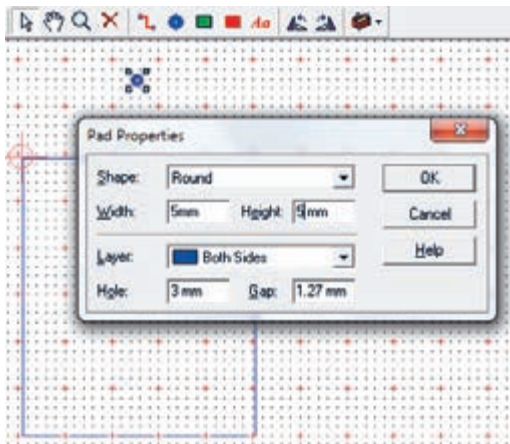 Aa
Pad Properties
Shape: Round OK
Width: 5mm Height: 5mm Cancel
Layer: Both Sides Help
Hole: 3 mm Gap: 1.27 mm